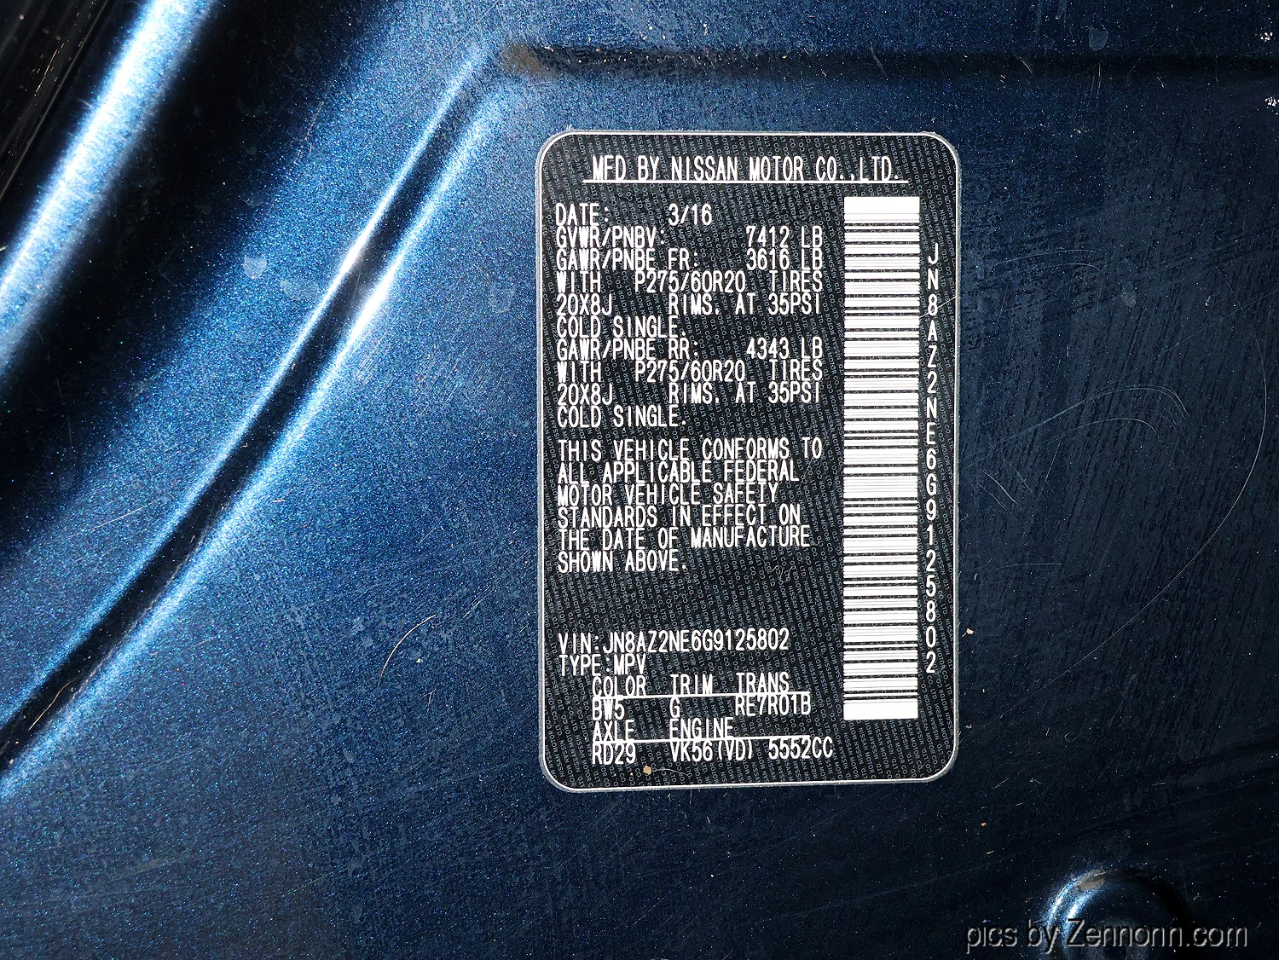 MFD BY NISSAN MOTOR CO.,LTD.
DATE: 3/16
GVWR/PNBV: 7412 LB
GAWR/PNBE FR: 3616 LB
WITH P275/60R20 TIRES
20X8J RIMS. AT 35PSI
COLD SINGLE.
GAWR/PNBE RR: 4343 LB
WITH P275/60R20 TIRES
20X8J RIMS. AT 35PSI
COLD SINGLE.
THIS VEHICLE CONFORMS TO
ALL APPLICABLE FEDERAL
MOTOR VEHICLE SAFETY
STANDARDS IN EFFECT ON
THE DATE OF MANUFACTURE
SHOWN ABOVE.
VIN:JN8AZ2NE6G9125802
TYPE:MPV
COLOR TRIM TRANS
BW5 G RE7R01B
AXLE ENGINE
RD29 VK56(VD) 5552CC
JN8AZ2NE6G9125802
pics by Zennonn.com